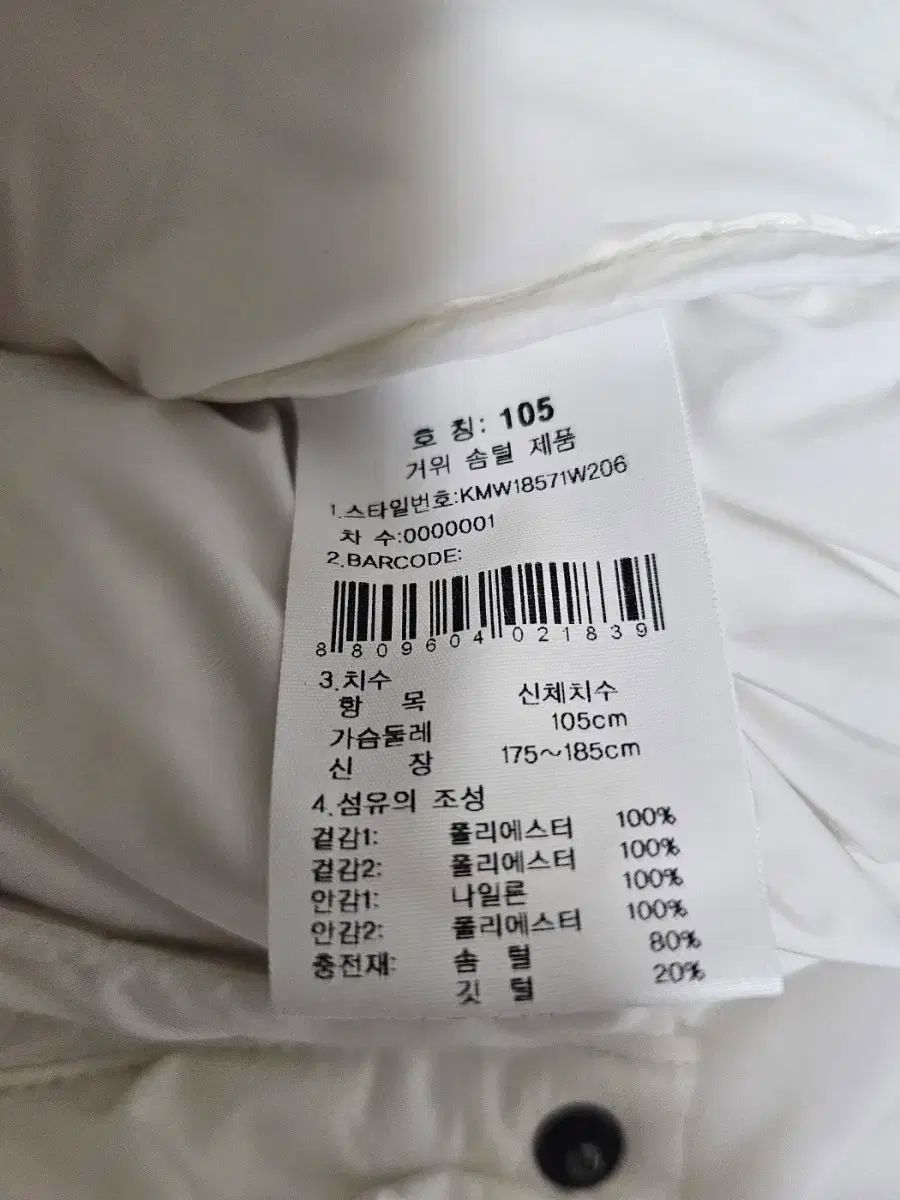 호 칭: 105
거위 솜털 제품
1.스타일번호:KMW18571W206
차 수:0000001
2.BARCODE:
8809604021839
3.치수
항 목 신체치수
가슴둘레 105cm
신 장 175~185cm
4.섬유의 조성
겉감1: 폴리에스터 100%
겉감2: 폴리에스터 100%
안감1: 나일론 100%
안감2: 폴리에스터 100%
충전재: 솜 털 80%
깃 털 20%